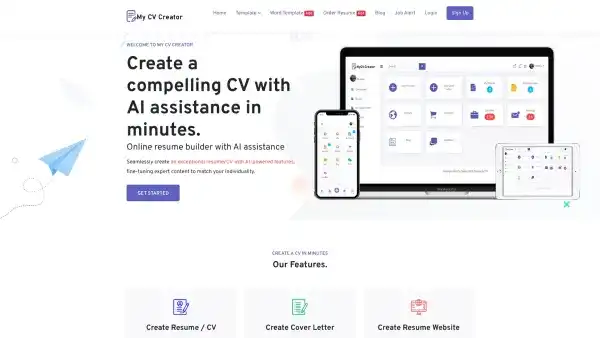 My CV Creator
Home Template Word Template Order Resume Blog Job Alert Login Sign Up
WELCOME TO MY CV CREATOR
Create a
compelling CV with
AI assistance in
minutes.
Online resume builder with AI assistance
Seamlessly create an exceptional resumes/CV with AI-powered features,
fine-tuning expert content to match your individuality.
GET STARTED
CREATE A CV IN MINUTES
Our Features.
Create Resume / CV Create Cover Letter Create Resume Website